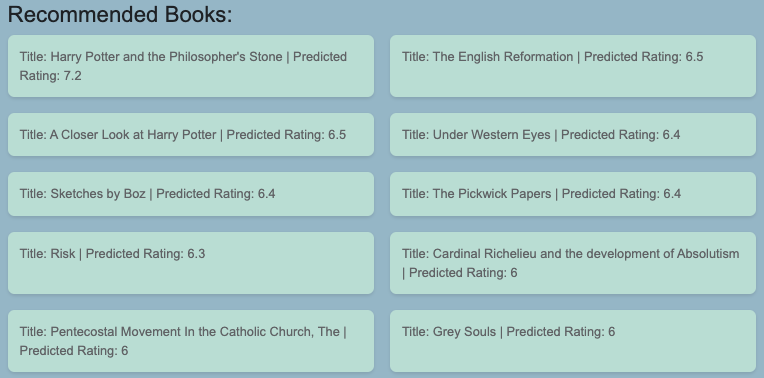 Recommended Books:
Title: Harry Potter and the Philosopher's Stone | Predicted
Rating: 7.2
Title: The English Reformation | Predicted Rating: 6.5
Title: A Closer Look at Harry Potter | Predicted Rating: 6.5
Title: Under Western Eyes | Predicted Rating: 6.4
Title: Sketches by Boz | Predicted Rating: 6.4
Title: The Pickwick Papers | Predicted Rating: 6.4
Title: Risk | Predicted Rating: 6.3
Title: Cardinal Richelieu and the development of Absolutism
| Predicted Rating: 6
Title: Pentecostal Movement In the Catholic Church, The |
Predicted Rating: 6
Title: Grey Souls | Predicted Rating: 6